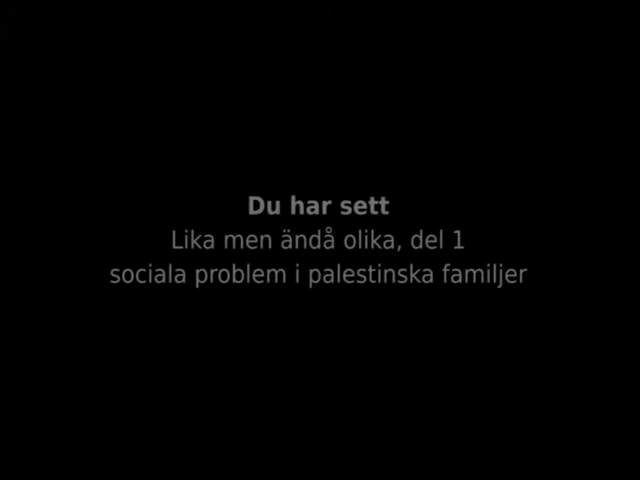 Du har sett
Lika men ändå olika, del 1
sociala problem i palestinska familjer